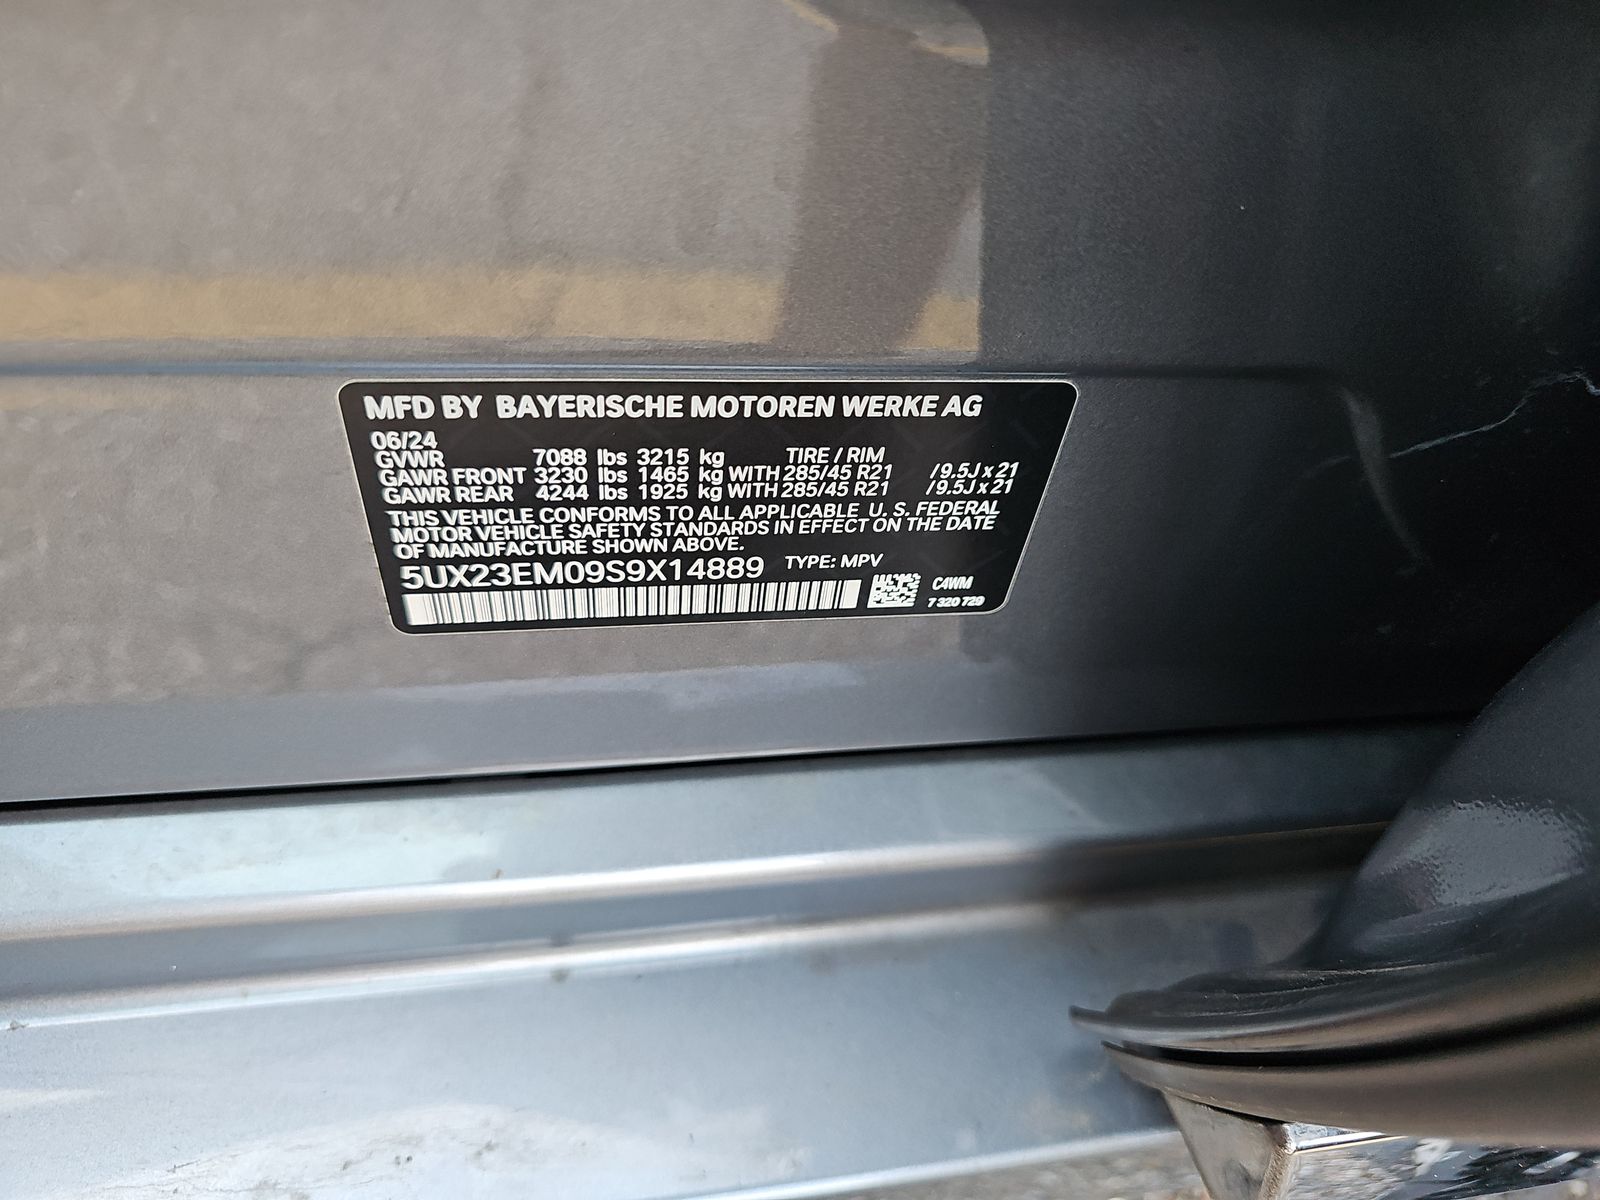 MFD BY BAYERISCHE MOTOREN WERKE AG
06/24
GVWR 7088 lbs 3215 kg TIRE / RIM
GAWR FRONT 3230 lbs 1465 kg WITH 285/45 R21 / 9.5J x 21
GAWR REAR 4244 lbs 1925 kg WITH 285/45 R21 / 9.5J x 21
THIS VEHICLE CONFORMS TO ALL APPLICABLE U. S. FEDERAL
MOTOR VEHICLE SAFETY STANDARDS IN EFFECT ON THE DATE
OF MANUFACTURE SHOWN ABOVE.
5UX23EM09S9X14889 TYPE: MPV
C4WM
7 320 729